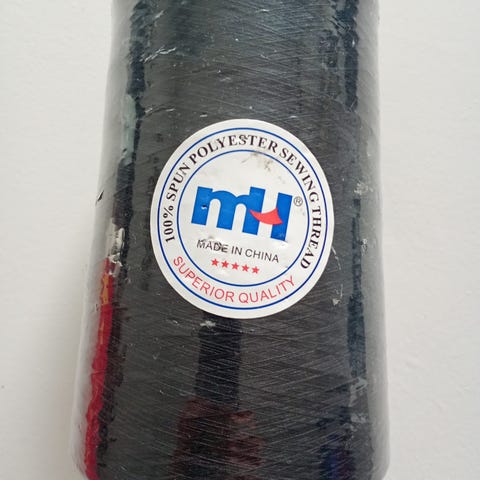 100% SPUN POLYESTER SEWING THREAD
mH®
MADE IN CHINA
★★★★★
SUPERIOR QUALITY